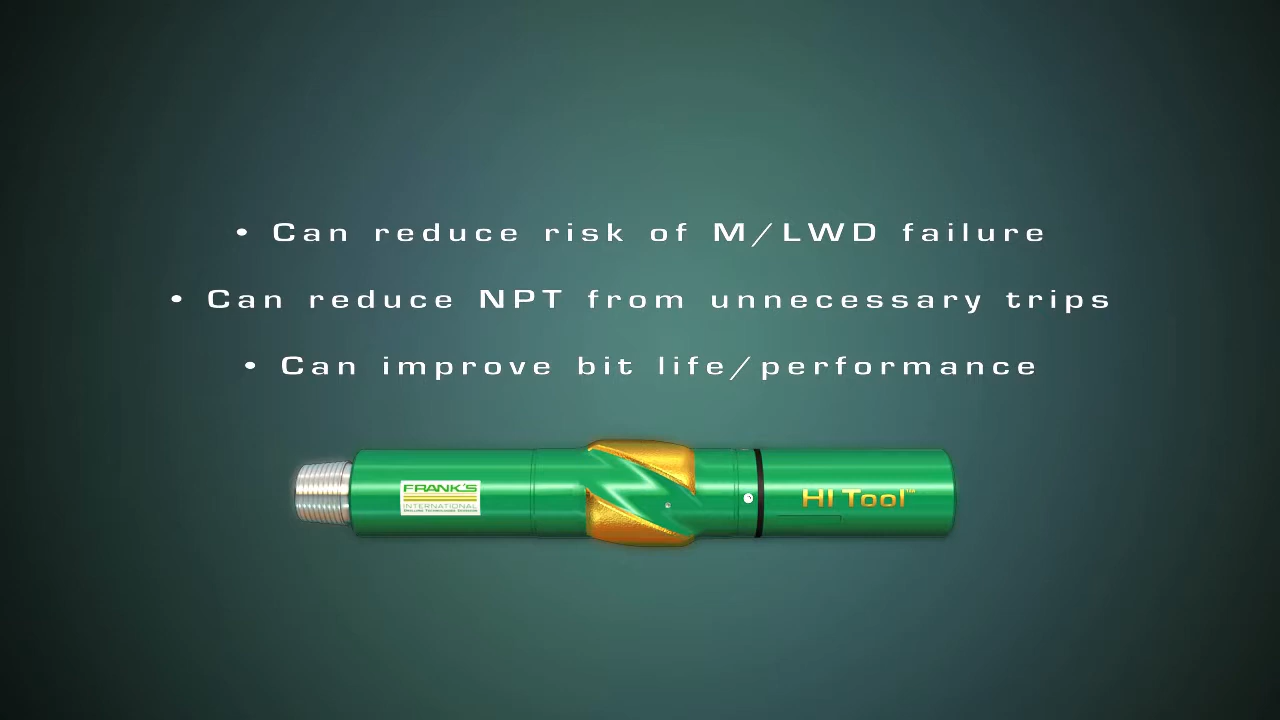 • Can reduce risk of M/LWD failure
• Can reduce NPT from unnecessary trips
• Can improve bit life/performance
FRANK'S
INTERNATIONAL
HI Tool™